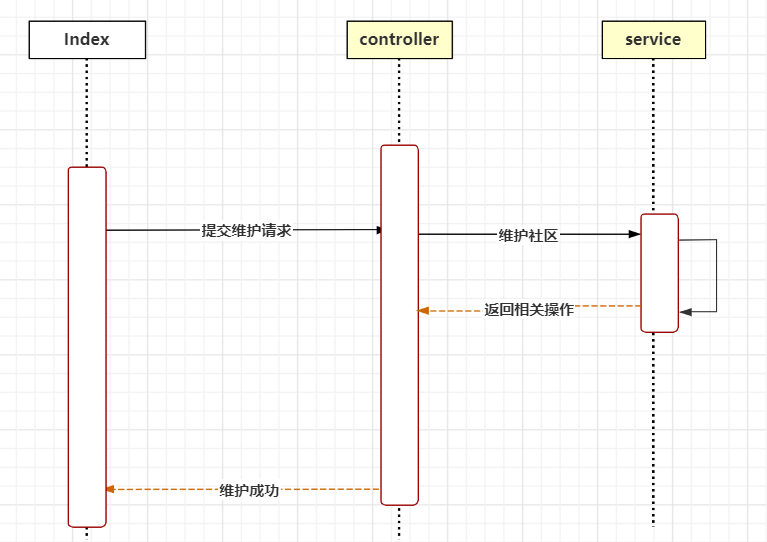 Index
controller
service
提交维护请求
维护社区
返回相关操作
维护成功